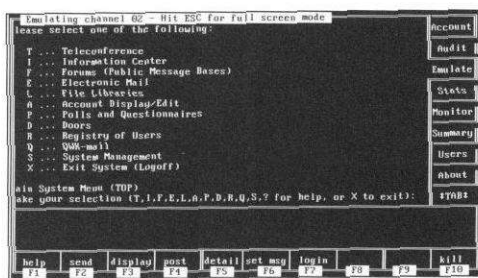 Emulating channel 02 - Hit ESC for full screen mode
lease select one of the following:
T ... Teleconference
I ... Information Center
F ... Forums (Public Message Bases)
E ... Electronic Mail
L ... File Libraries
A ... Account Display/Edit
P ... Polls and Questionnaires
D ... Doors
R ... Registry of Users
Q ... QWK-mail
S ... System Management
X ... Exit System (Logoff)
ain System Menu (TOP)
ake your selection (T,I,F,E,L,A,P,D,R,Q,S,? for help, or X to exit):
Account
Audit
Emulate
Stats
Monitor
Summary
Users
About
↕TAB↕
help send display post detail set msg login kill
F1 F2 F3 F4 F5 F6 F7 F8 F9 F10